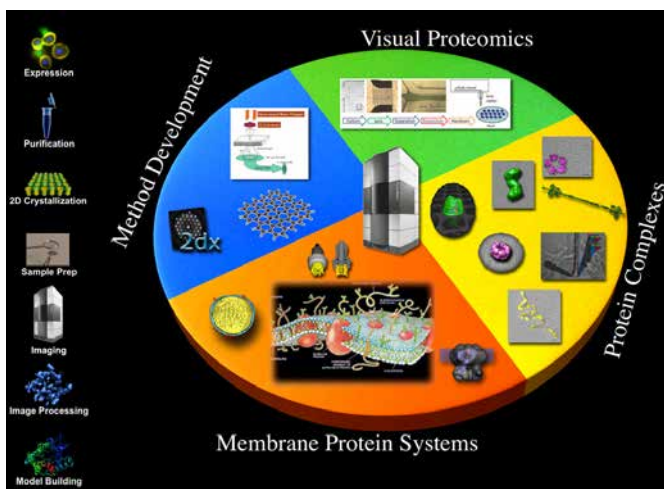 Visual Proteomics
Method Development
Protein Complexes
Membrane Protein Systems
2dx
Expression
Purification
2D Crystallization
Sample Prep
Imaging
Image Processing
Model Building